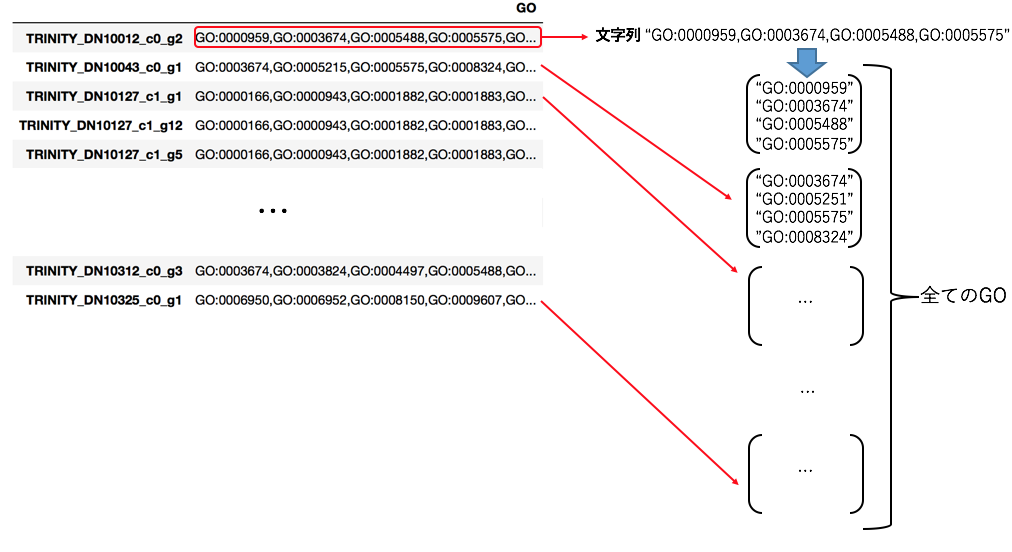 GO
TRINITY_DN10012_c0_g2 GO:0000959,GO:0003674,GO:0005488,GO:0005575,GO...
TRINITY_DN10043_c0_g1 GO:0003674,GO:0005215,GO:0005575,GO:0008324,GO...
TRINITY_DN10127_c1_g1 GO:0000166,GO:0000943,GO:0001882,GO:0001883,GO...
TRINITY_DN10127_c1_g12 GO:0000166,GO:0000943,GO:0001882,GO:0001883,GO...
TRINITY_DN10127_c1_g5 GO:0000166,GO:0000943,GO:0001882,GO:0001883,GO...
...
TRINITY_DN10312_c0_g3 GO:0003674,GO:0003824,GO:0004497,GO:0005488,GO...
TRINITY_DN10325_c0_g1 GO:0006950,GO:0006952,GO:0008150,GO:0009607,GO...
文字列 “GO:0000959,GO:0003674,GO:0005488,GO:0005575”
“GO:0000959”
“GO:0003674”
“GO:0005488”
”GO:0005575”
“GO:0003674”
“GO:0005251”
“GO:0005575”
”GO:0008324”
...
...
...
全てのGO